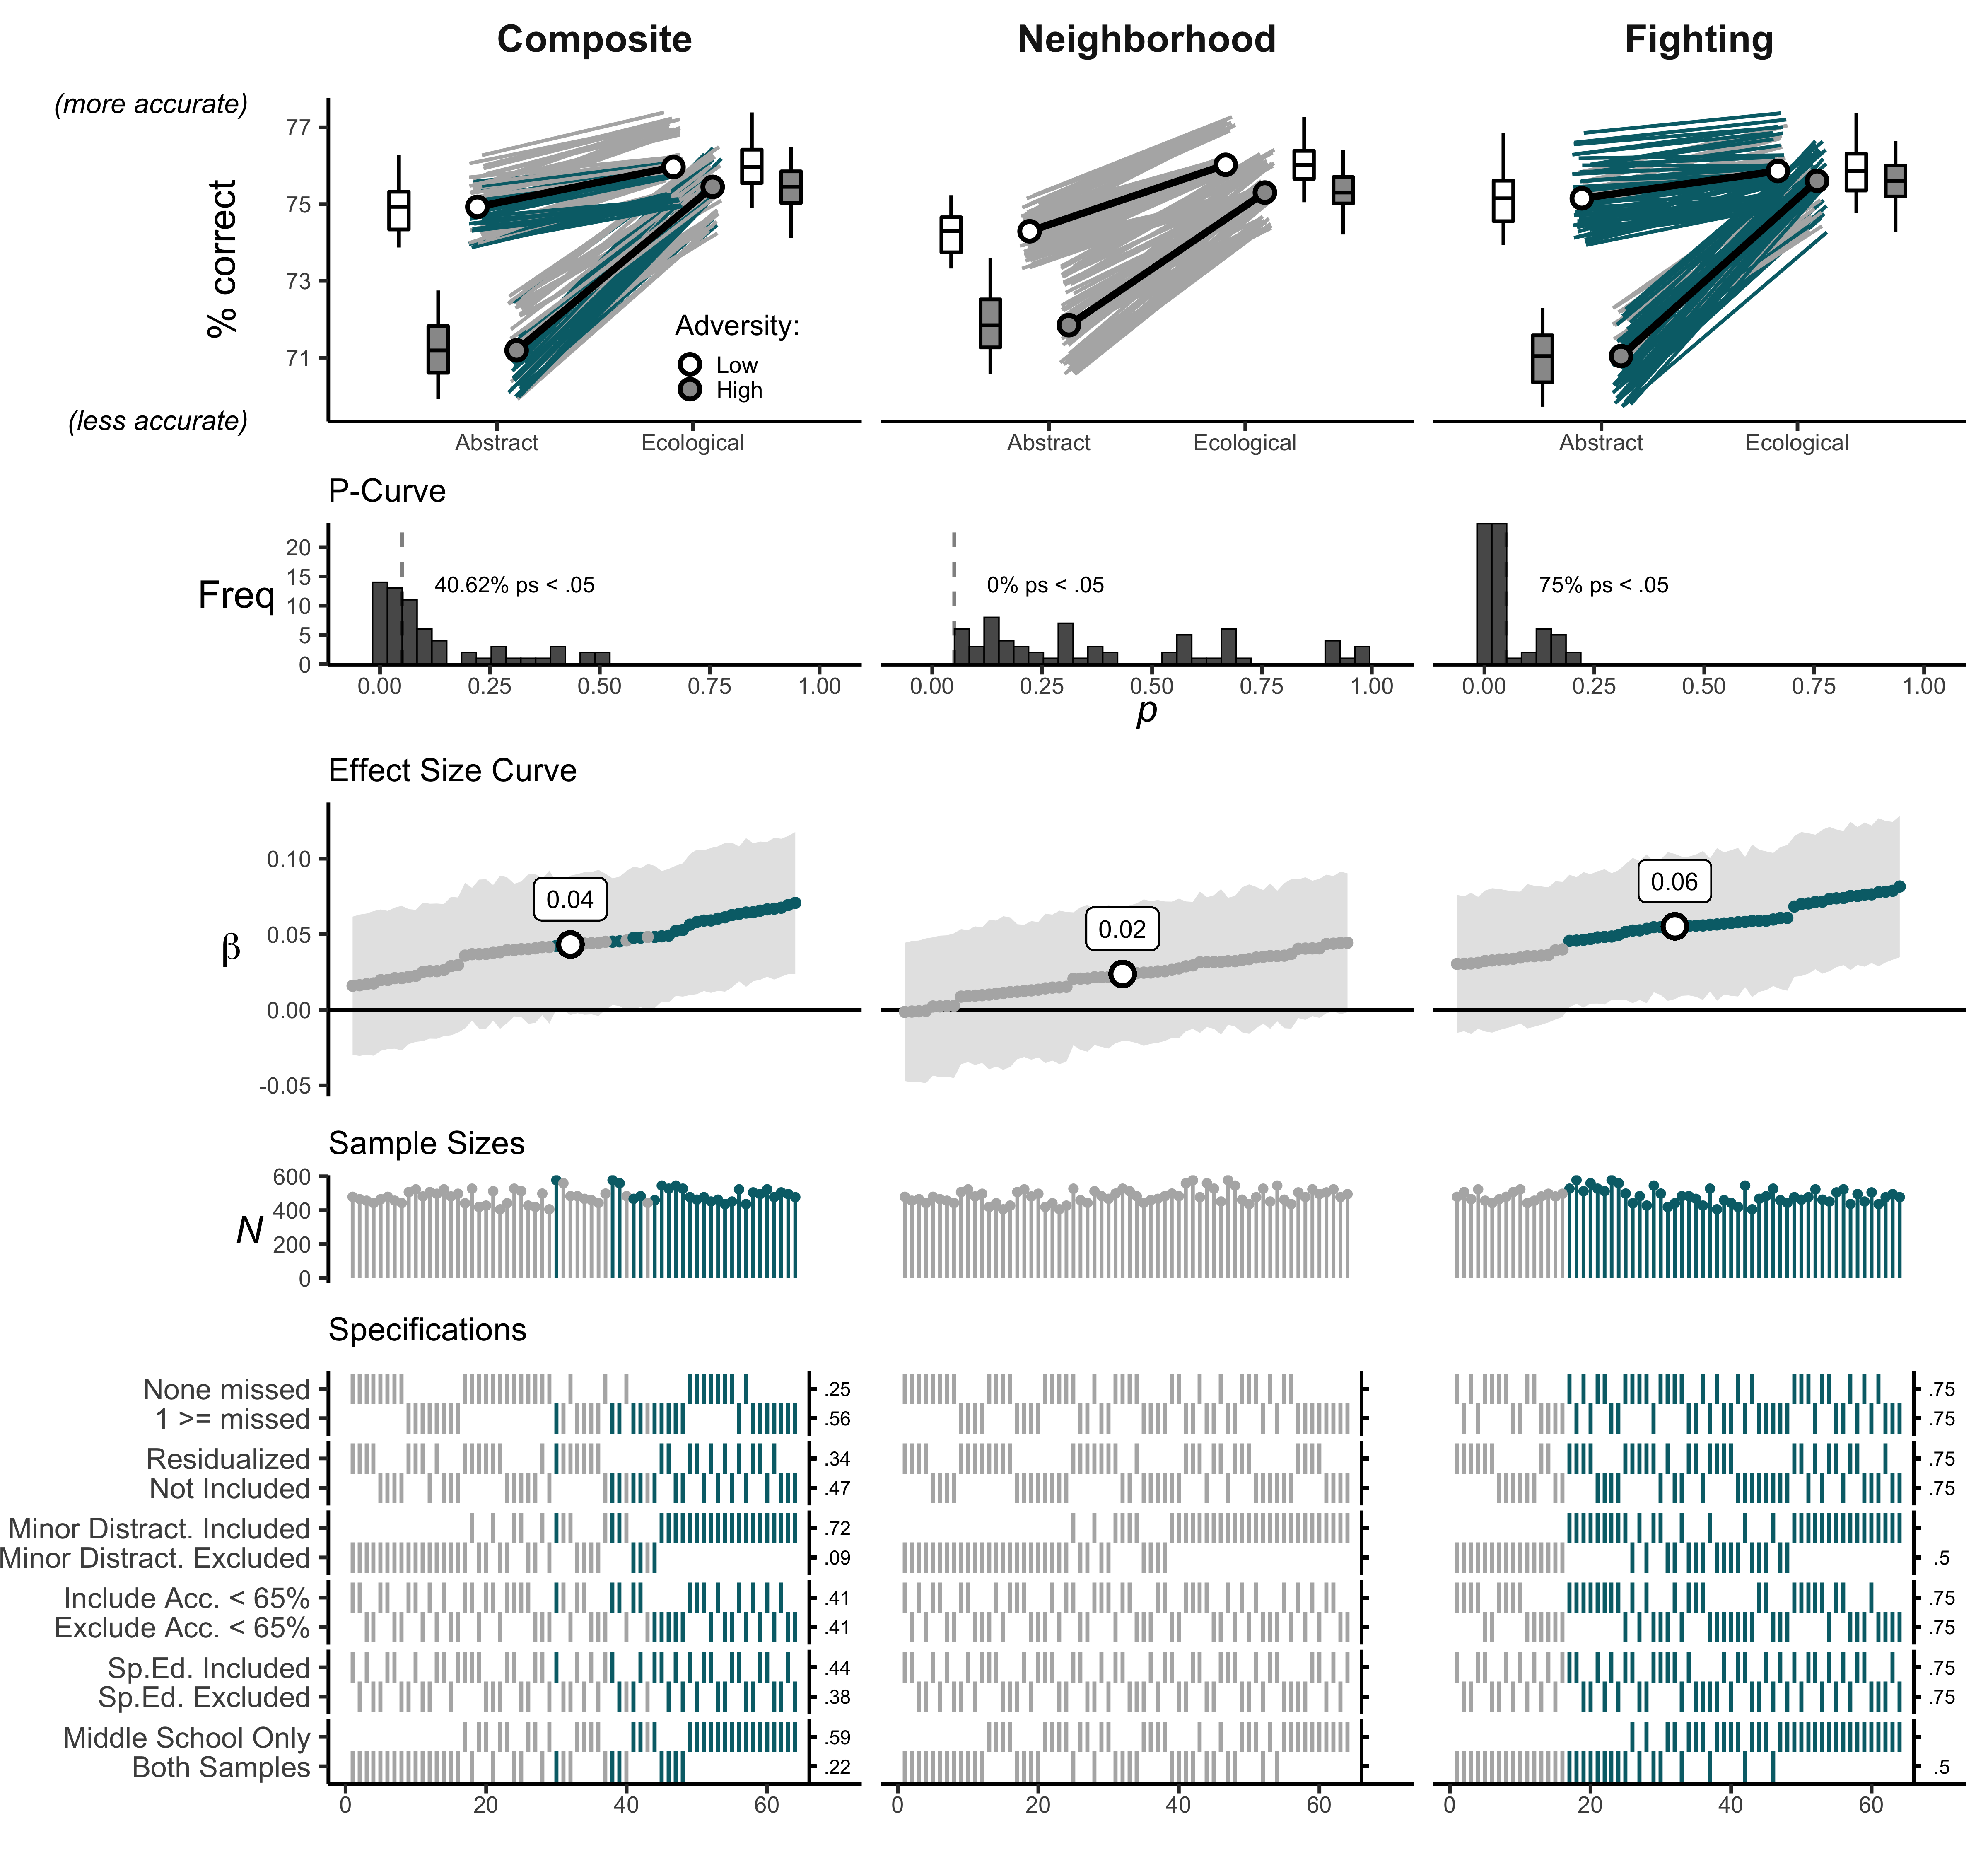 Composite Neighborhood Fighting
(more accurate)
77
75
73
71
% correct
(less accurate)
Adversity:
Low
High
Abstract Ecological Abstract Ecological Abstract Ecological
P-Curve
Freq
20
15
10
5
0
40.62% ps < .05 0% ps < .05 75% ps < .05
0.00 0.25 0.50 0.75 1.00 0.00 0.25 0.50 0.75 1.00 0.00 0.25 0.50 0.75 1.00
p
Effect Size Curve
0.10
0.05
0.00
-0.05
β
0.04 0.02 0.06
Sample Sizes
600
400
200
0
N
Specifications
None missed .25 .75
1 >= missed .56 .75
Residualized .34 .75
Not Included .47 .75
Minor Distract. Included .72
Minor Distract. Excluded .09 .5
Include Acc. < 65% .41 .75
Exclude Acc. < 65% .41 .75
Sp.Ed. Included .44 .75
Sp.Ed. Excluded .38 .75
Middle School Only .59
Both Samples .22 .5
0 20 40 60 0 20 40 60 0 20 40 60